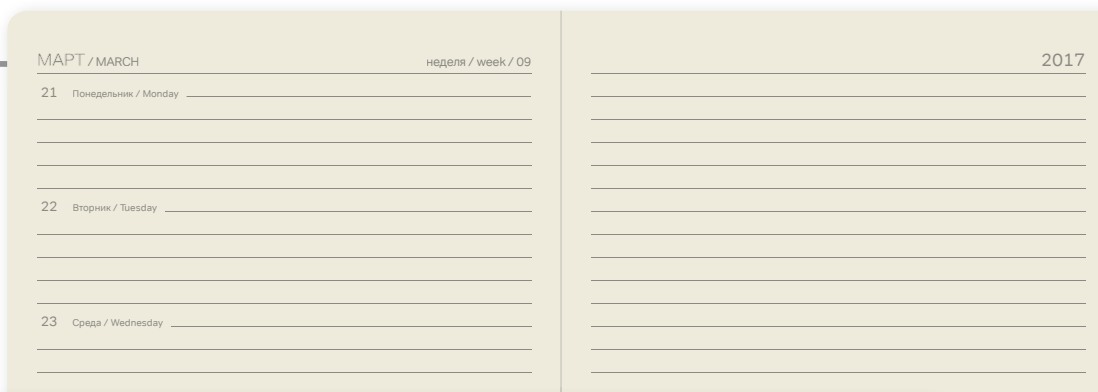 МАРТ / MARCH неделя / week / 09 2017
21 Понедельник / Monday
22 Вторник / Tuesday
23 Среда / Wednesday